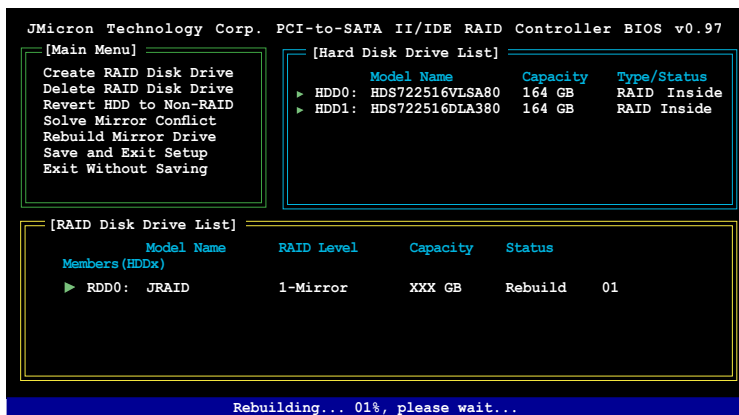 JMicron Technology Corp. PCI-to-SATA II/IDE RAID Controller BIOS v0.97
[Main Menu]
Create RAID Disk Drive
Delete RAID Disk Drive
Revert HDD to Non-RAID
Solve Mirror Conflict
Rebuild Mirror Drive
Save and Exit Setup
Exit Without Saving
[Hard Disk Drive List]
Model Name Capacity Type/Status
HDD0: HDS722516VLSA80 164 GB RAID Inside
HDD1: HDS722516DLA380 164 GB RAID Inside
[RAID Disk Drive List]
Model Name RAID Level Capacity Status
Members(HDDx)
RDD0: JRAID 1-Mirror XXX GB Rebuild 01
Rebuilding... 01%, please wait...